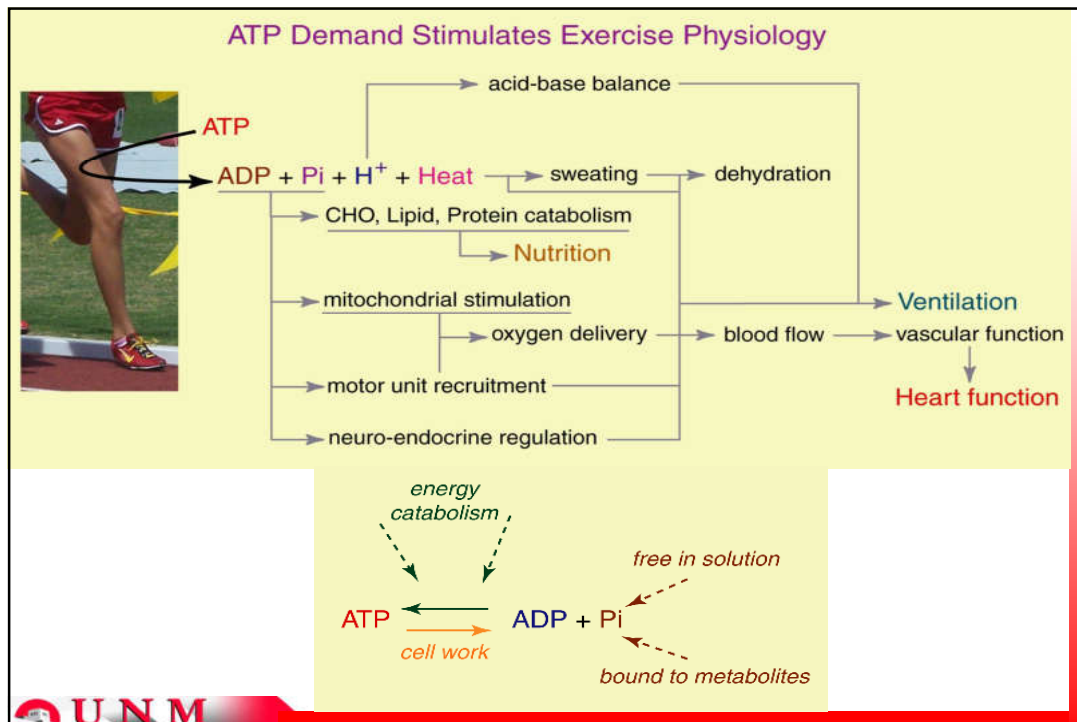 ATP Demand Stimulates Exercise Physiology
acid-base balance
ATP
ADP + Pi + H+ + Heat
sweating
dehydration
CHO, Lipid, Protein catabolism
Nutrition
mitochondrial stimulation
Ventilation
oxygen delivery
blood flow
vascular function
motor unit recruitment
Heart function
neuro-endocrine regulation
energy
catabolism
free in solution
ATP
ADP + Pi
cell work
bound to metabolites
UNM